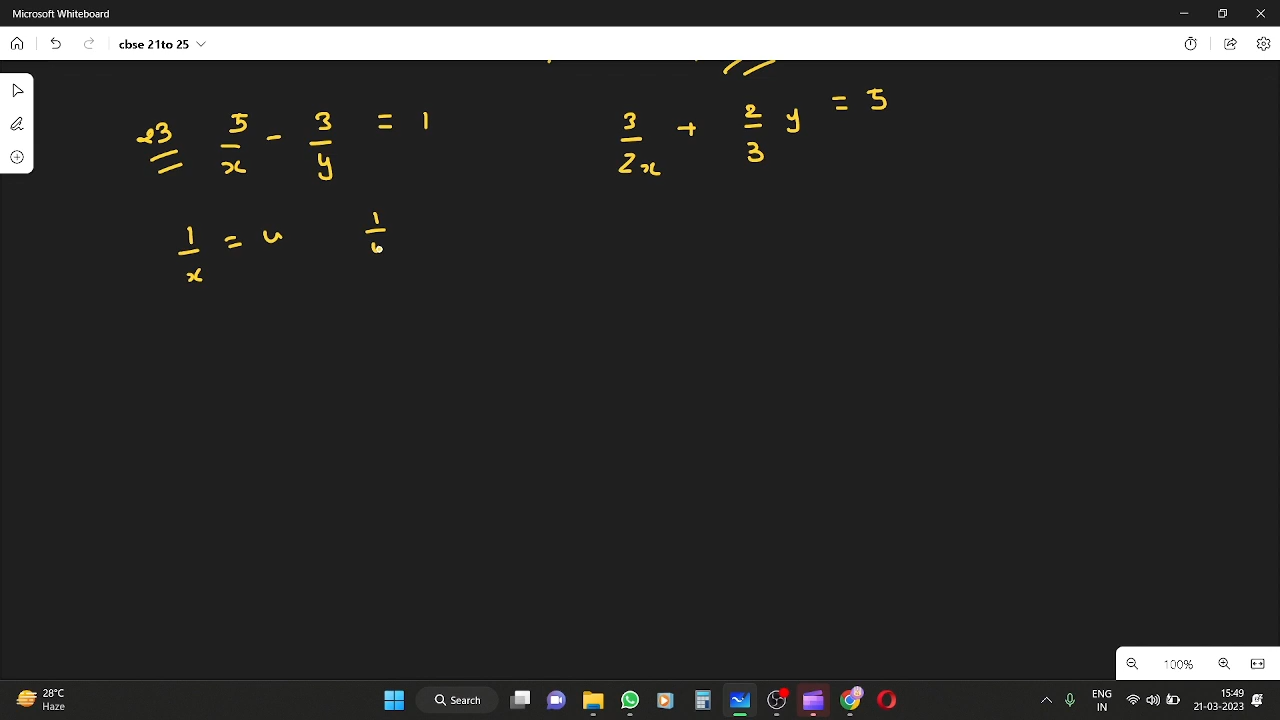 Microsoft Whiteboard
cbse 21to 25
23 5/x - 3/y = 1 3/2x + 2/3 y = 5
1/x = u 1/
100%
28°C
Haze
Search
ENG
IN
15:49
21-03-2023